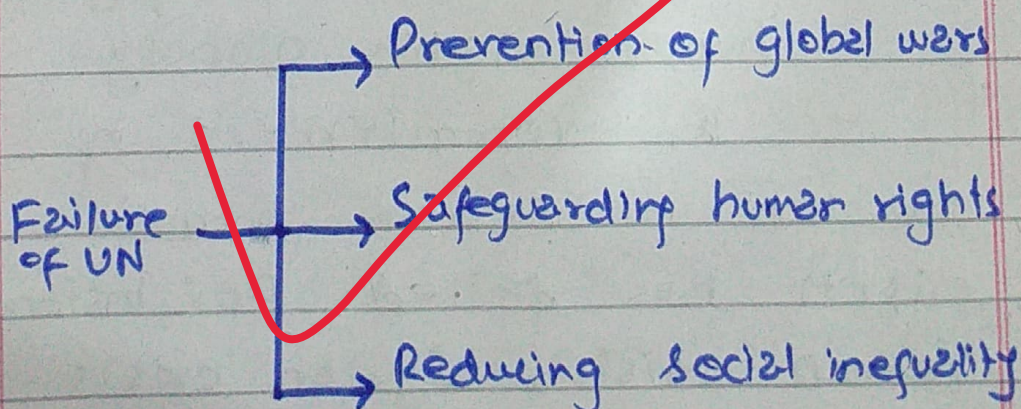 Prevention of global wars
Failure
of UN
Safeguarding human rights
Reducing social inequality